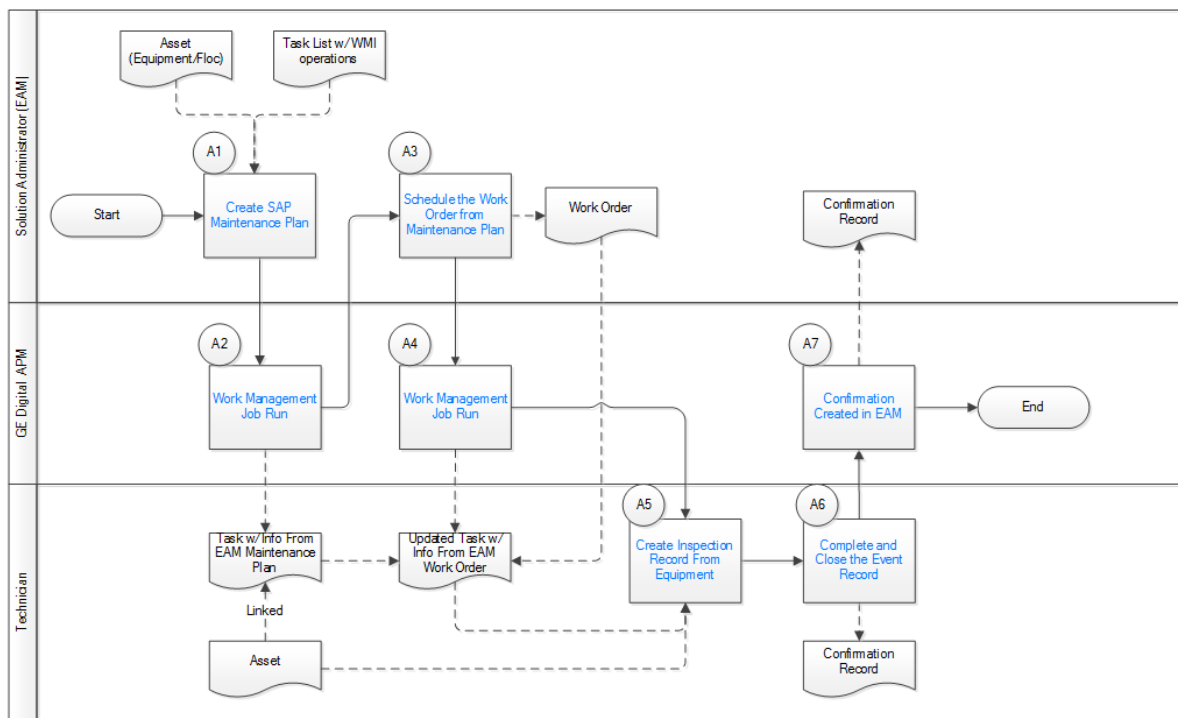 Solution Administrator (EAM)
Asset
(Equipment/Floc)
Task List w/WMI
operations
A1
A3
Start
Create SAP
Maintenance Plan
Schedule the Work
Order from
Maintenance Plan
Work Order
Confirmation
Record
GE Digital APM
A2
A4
A7
Work Management
Job Run
Work Management
Job Run
Confirmation
Created in EAM
End
Technician
A5
A6
Task w/Info From
EAM Maintenance
Plan
Updated Task w/
Info From EAM
Work Order
Create Inspection
Record From
Equipment
Complete and
Close the Event
Record
Linked
Asset
Confirmation
Record